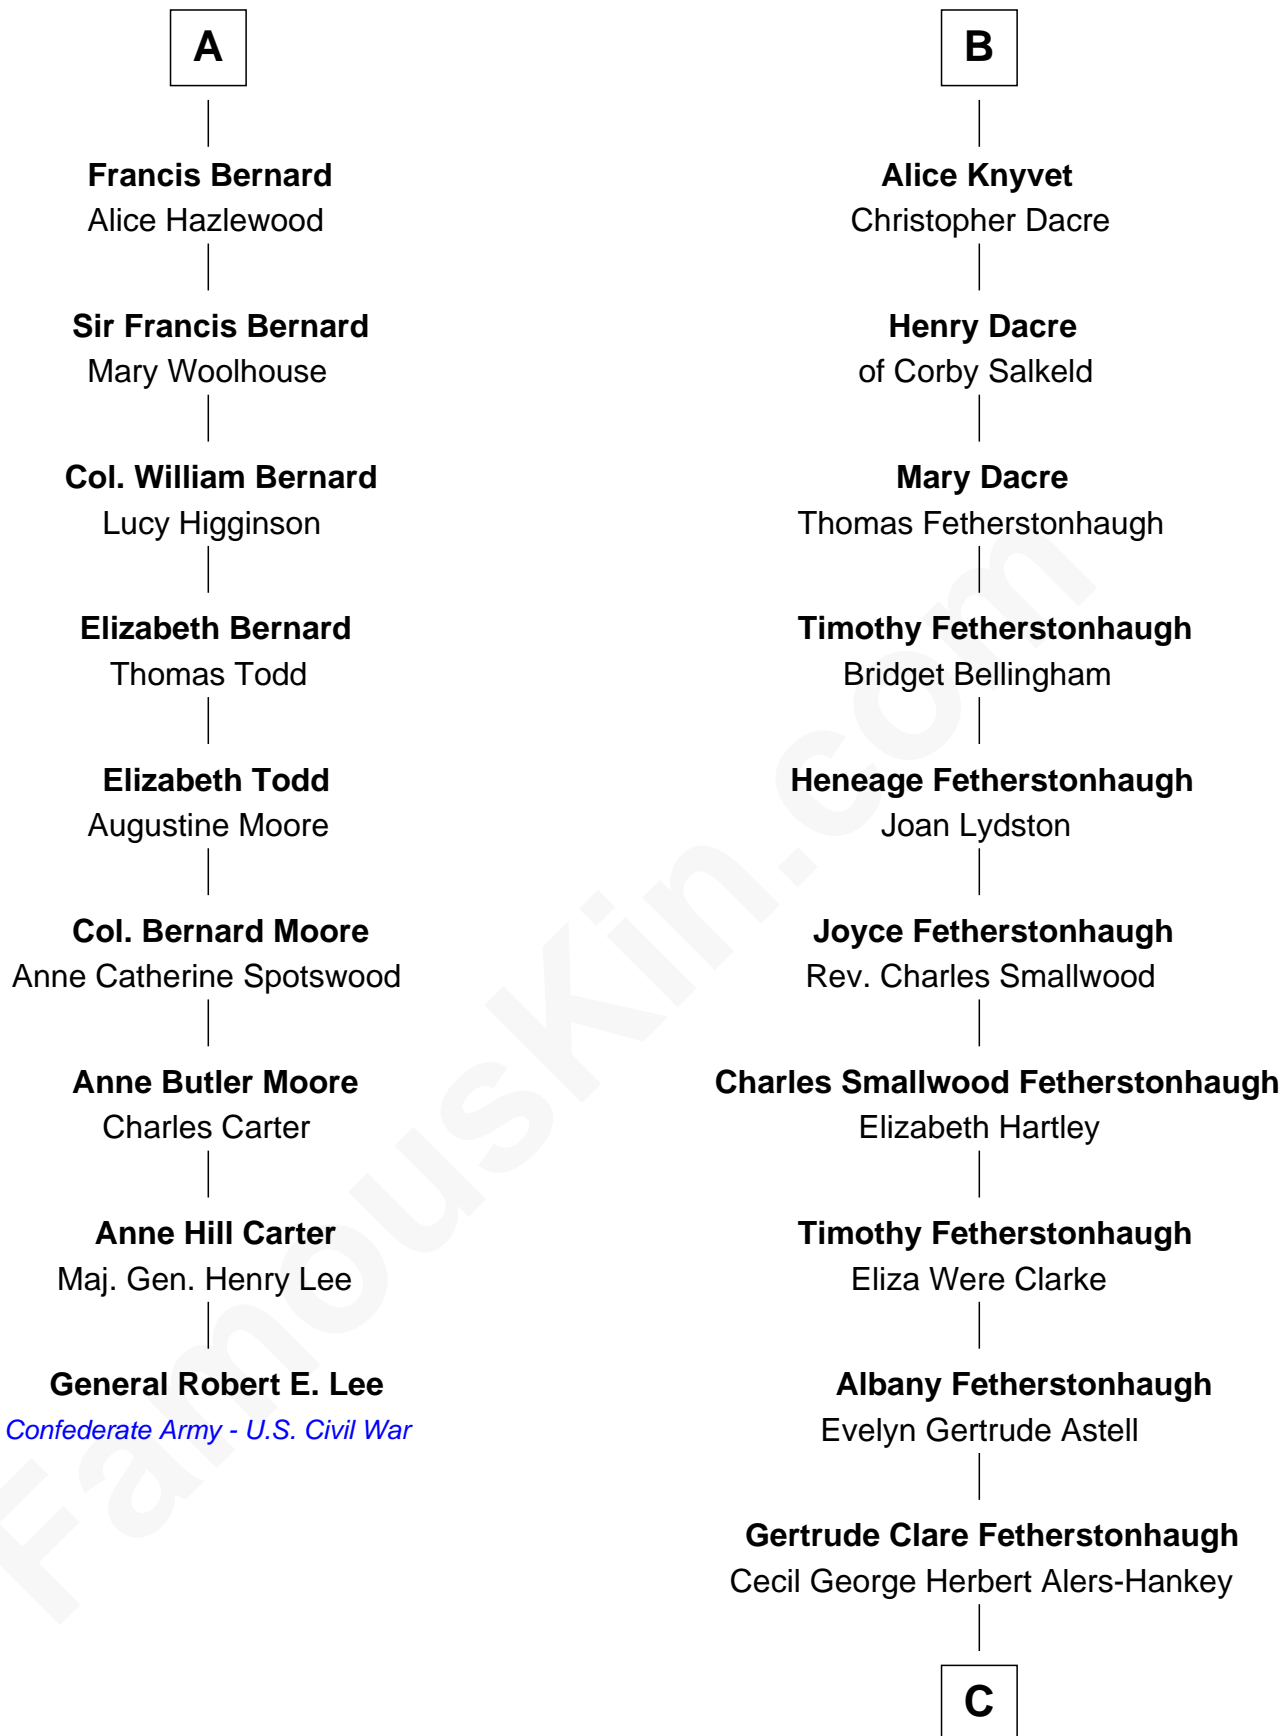 A
Francis Bernard
Alice Hazlewood
Sir Francis Bernard
Mary Woolhouse
Col. William Bernard
Lucy Higginson
Elizabeth Bernard
Thomas Todd
Elizabeth Todd
Augustine Moore
Col. Bernard Moore
Anne Catherine Spotswood
Anne Butler Moore
Charles Carter
Anne Hill Carter
Maj. Gen. Henry Lee
General Robert E. Lee
Confederate Army - U.S. Civil War
B
Alice Knyvet
Christopher Dacre
Henry Dacre
of Corby Salkeld
Mary Dacre
Thomas Fetherstonhaugh
Timothy Fetherstonhaugh
Bridget Bellingham
Heneage Fetherstonhaugh
Joan Lydston
Joyce Fetherstonhaugh
Rev. Charles Smallwood
Charles Smallwood Fetherstonhaugh
Elizabeth Hartley
Timothy Fetherstonhaugh
Eliza Were Clarke
Albany Fetherstonhaugh
Evelyn Gertrude Astell
Gertrude Clare Fetherstonhaugh
Cecil George Herbert Alers-Hankey
C
FamousKin.com